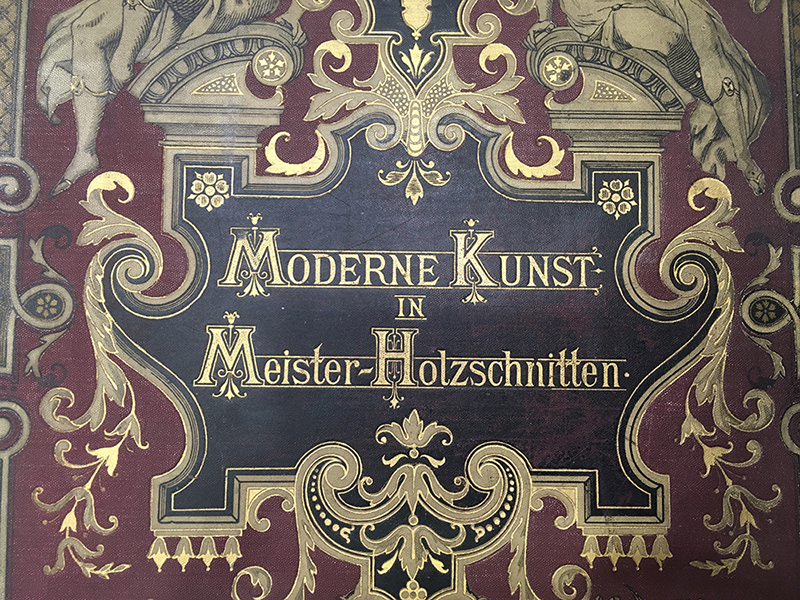 MODERNE KUNST
IN
Meister-Holzschnitten.